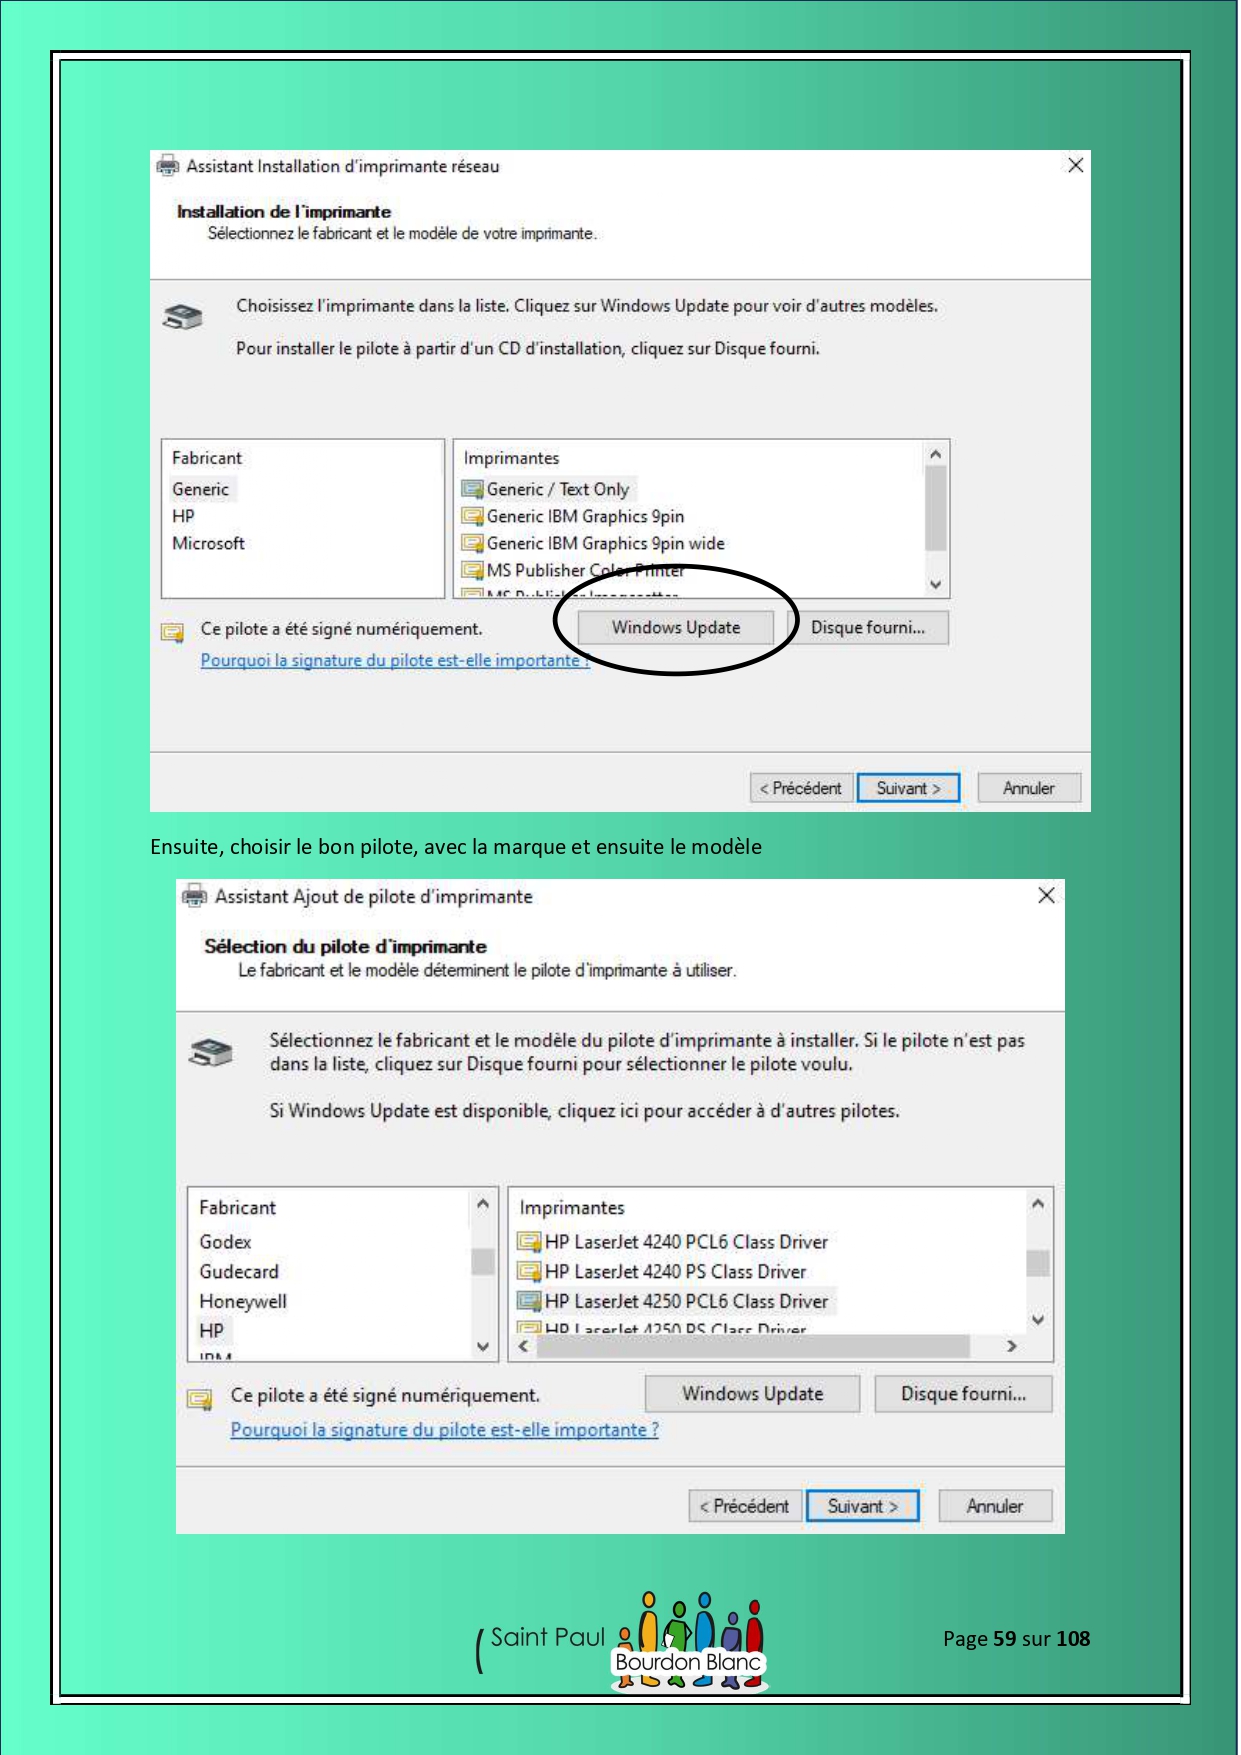 Assistant Installation d'imprimante réseau
Installation de l'imprimante
Sélectionnez le fabricant et le modèle de votre imprimante.
Choisissez l'imprimante dans la liste. Cliquez sur Windows Update pour voir d'autres modèles.
Pour installer le pilote à partir d'un CD d'installation, cliquez sur Disque fourni.
Fabricant
Generic
HP
Microsoft
Imprimantes
Generic / Text Only
Generic IBM Graphics 9pin
Generic IBM Graphics 9pin wide
MS Publisher Color Printer
MS Publisher Imagesetter
Ce pilote a été signé numériquement.
Windows Update
Disque fourni...
Pourquoi la signature du pilote est-elle importante ?
< Précédent
Suivant >
Annuler
Ensuite, choisir le bon pilote, avec la marque et ensuite le modèle
Assistant Ajout de pilote d'imprimante
Sélection du pilote d'imprimante
Le fabricant et le modèle déterminent le pilote d'imprimante à utiliser.
Sélectionnez le fabricant et le modèle du pilote d'imprimante à installer. Si le pilote n'est pas
dans la liste, cliquez sur Disque fourni pour sélectionner le pilote voulu.
Si Windows Update est disponible, cliquez ici pour accéder à d'autres pilotes.
Fabricant
Godex
Gudecard
Honeywell
HP
IBM
Imprimantes
HP LaserJet 4240 PCL6 Class Driver
HP LaserJet 4240 PS Class Driver
HP LaserJet 4250 PCL6 Class Driver
HP LaserJet 4250 PS Class Driver
Ce pilote a été signé numériquement.
Windows Update
Disque fourni...
Pourquoi la signature du pilote est-elle importante ?
< Précédent
Suivant >
Annuler
Saint Paul
Bourdon Blanc
Page 59 sur 108